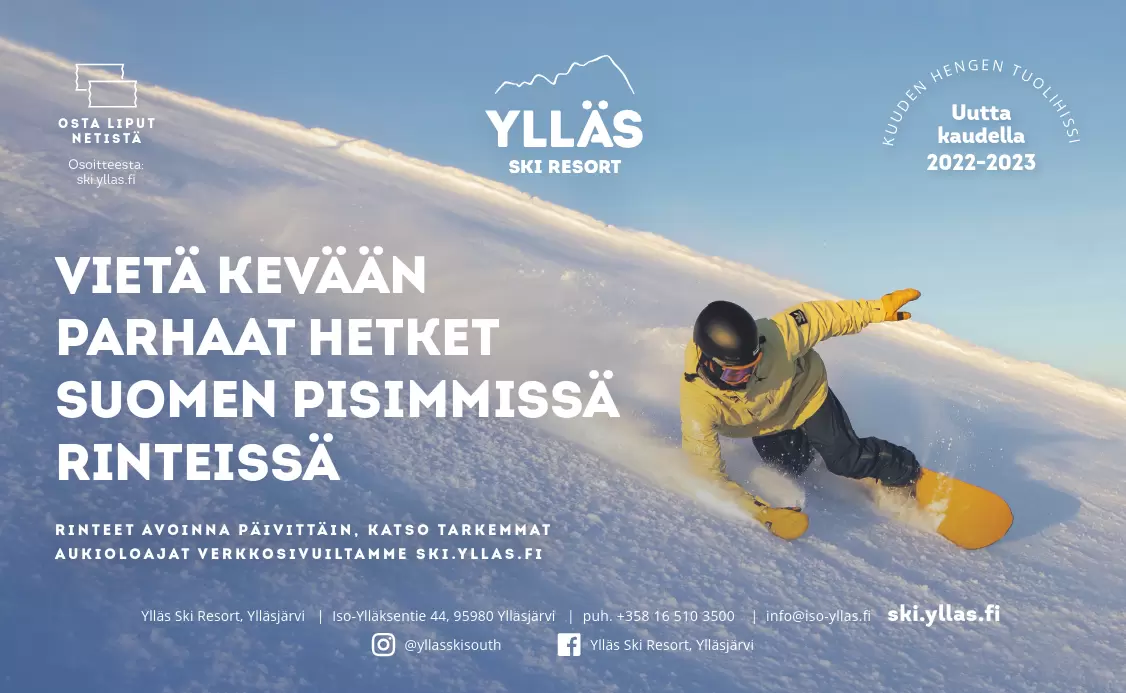 OSTA LIPUT
NETISTÄ
Osoitteesta:
ski.yllas.fi
YLLÄS
SKI RESORT
KUUDEN HENGEN TUOLIHISSI
Uutta
kaudella
2022-2023
VIETÄ KEVÄÄN
PARHAAT HETKET
SUOMEN PISIMMISSÄ
RINTEISSÄ
RINTEET AVOINNA PÄIVITTÄIN, KATSO TARKEMMAT
AUKIOLOAJAT VERKKOSIVUILTAMME SKI.YLLAS.FI
Ylläs Ski Resort, Ylläsjärvi | Iso-Ylläksentie 44, 95980 Ylläsjärvi | puh. +358 16 510 3500 | info@iso-yllas.fi ski.yllas.fi
@yllasskisouth Ylläs Ski Resort, Ylläsjärvi